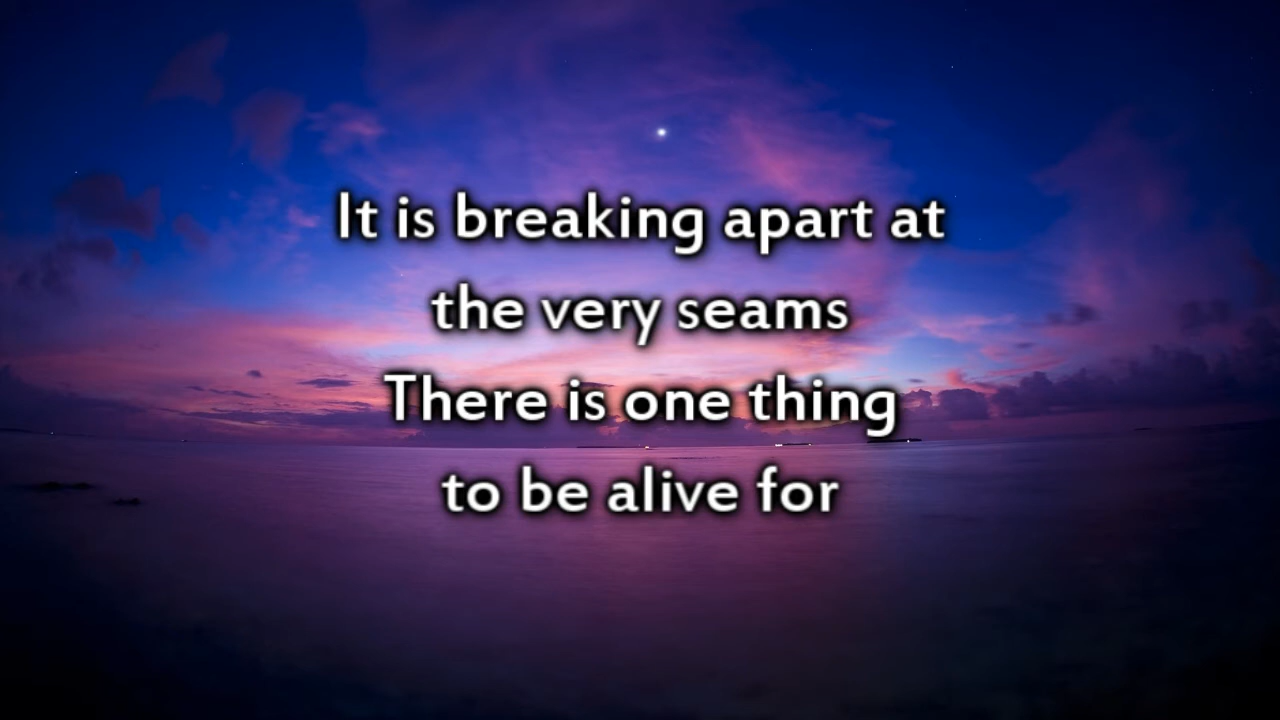 It is breaking apart at
the very seams
There is one thing
to be alive for